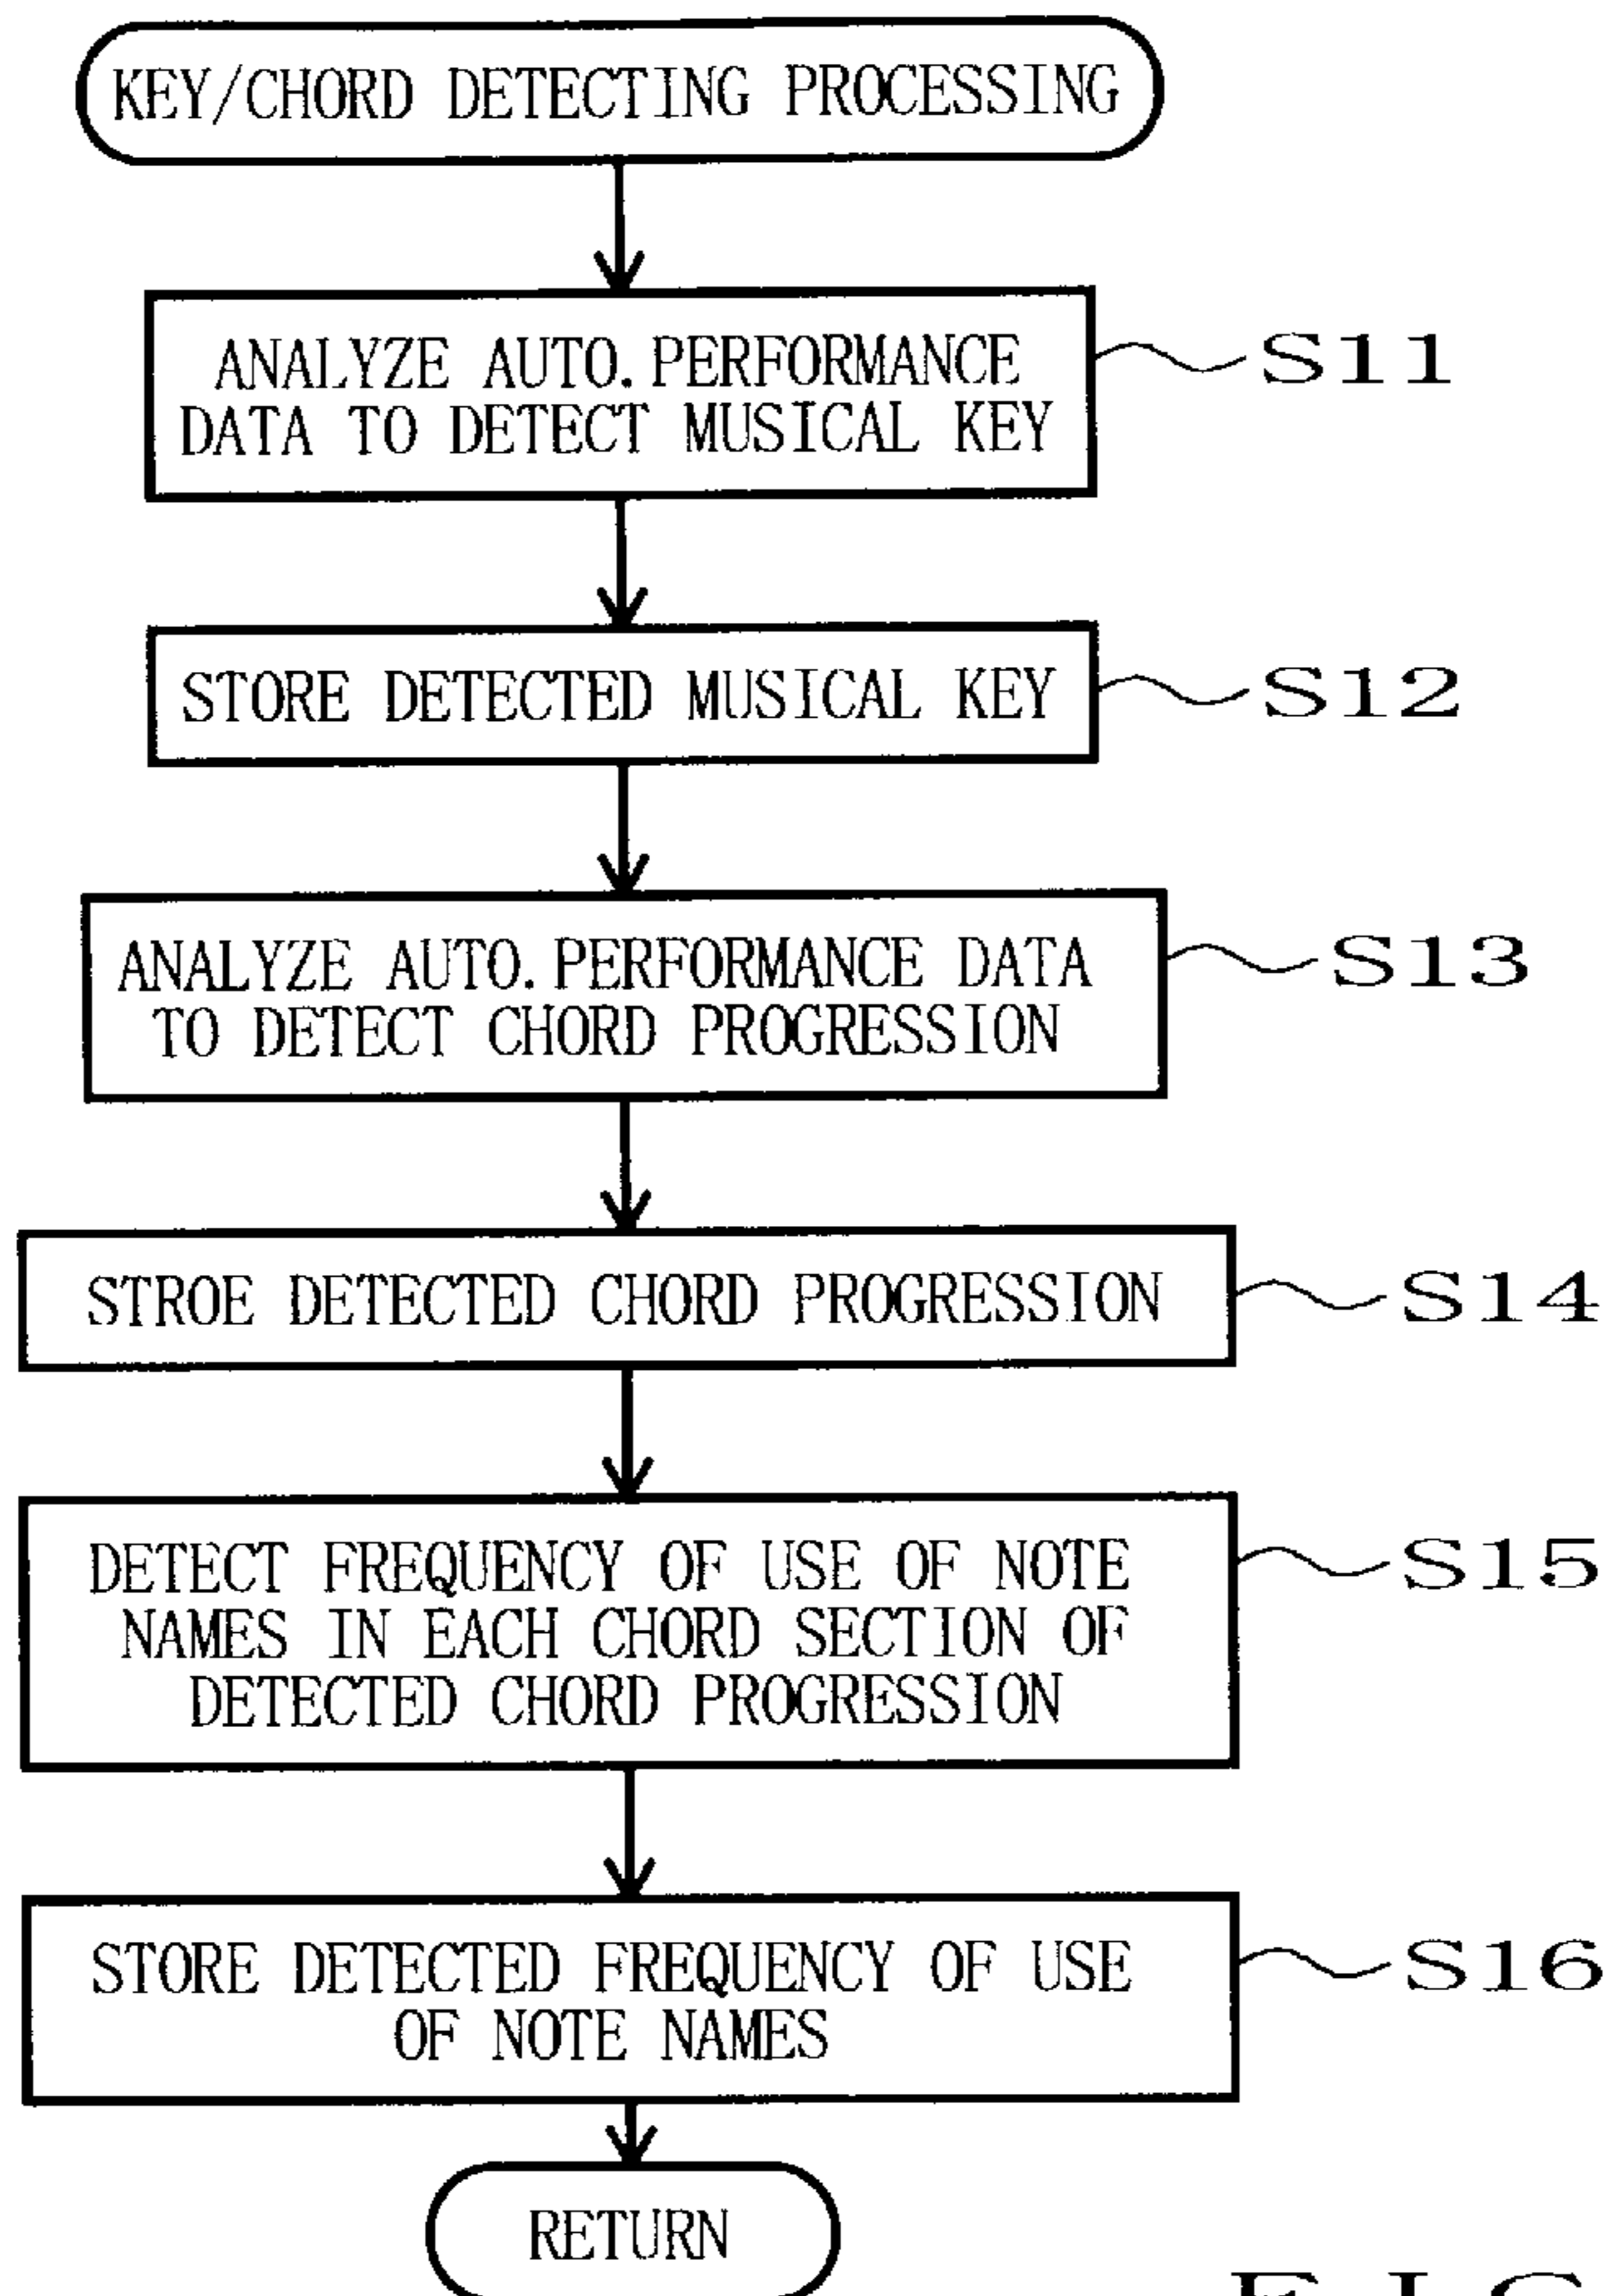 KEY/CHORD DETECTING PROCESSING
ANALYZE AUTO. PERFORMANCE
DATA TO DETECT MUSICAL KEY
S11
STORE DETECTED MUSICAL KEY
S12
ANALYZE AUTO. PERFORMANCE DATA
TO DETECT CHORD PROGRESSION
S13
STROE DETECTED CHORD PROGRESSION
S14
DETECT FREQUENCY OF USE OF NOTE
NAMES IN EACH CHORD SECTION OF
DETECTED CHORD PROGRESSION
S15
STORE DETECTED FREQUENCY OF USE
OF NOTE NAMES
S16
RETURN